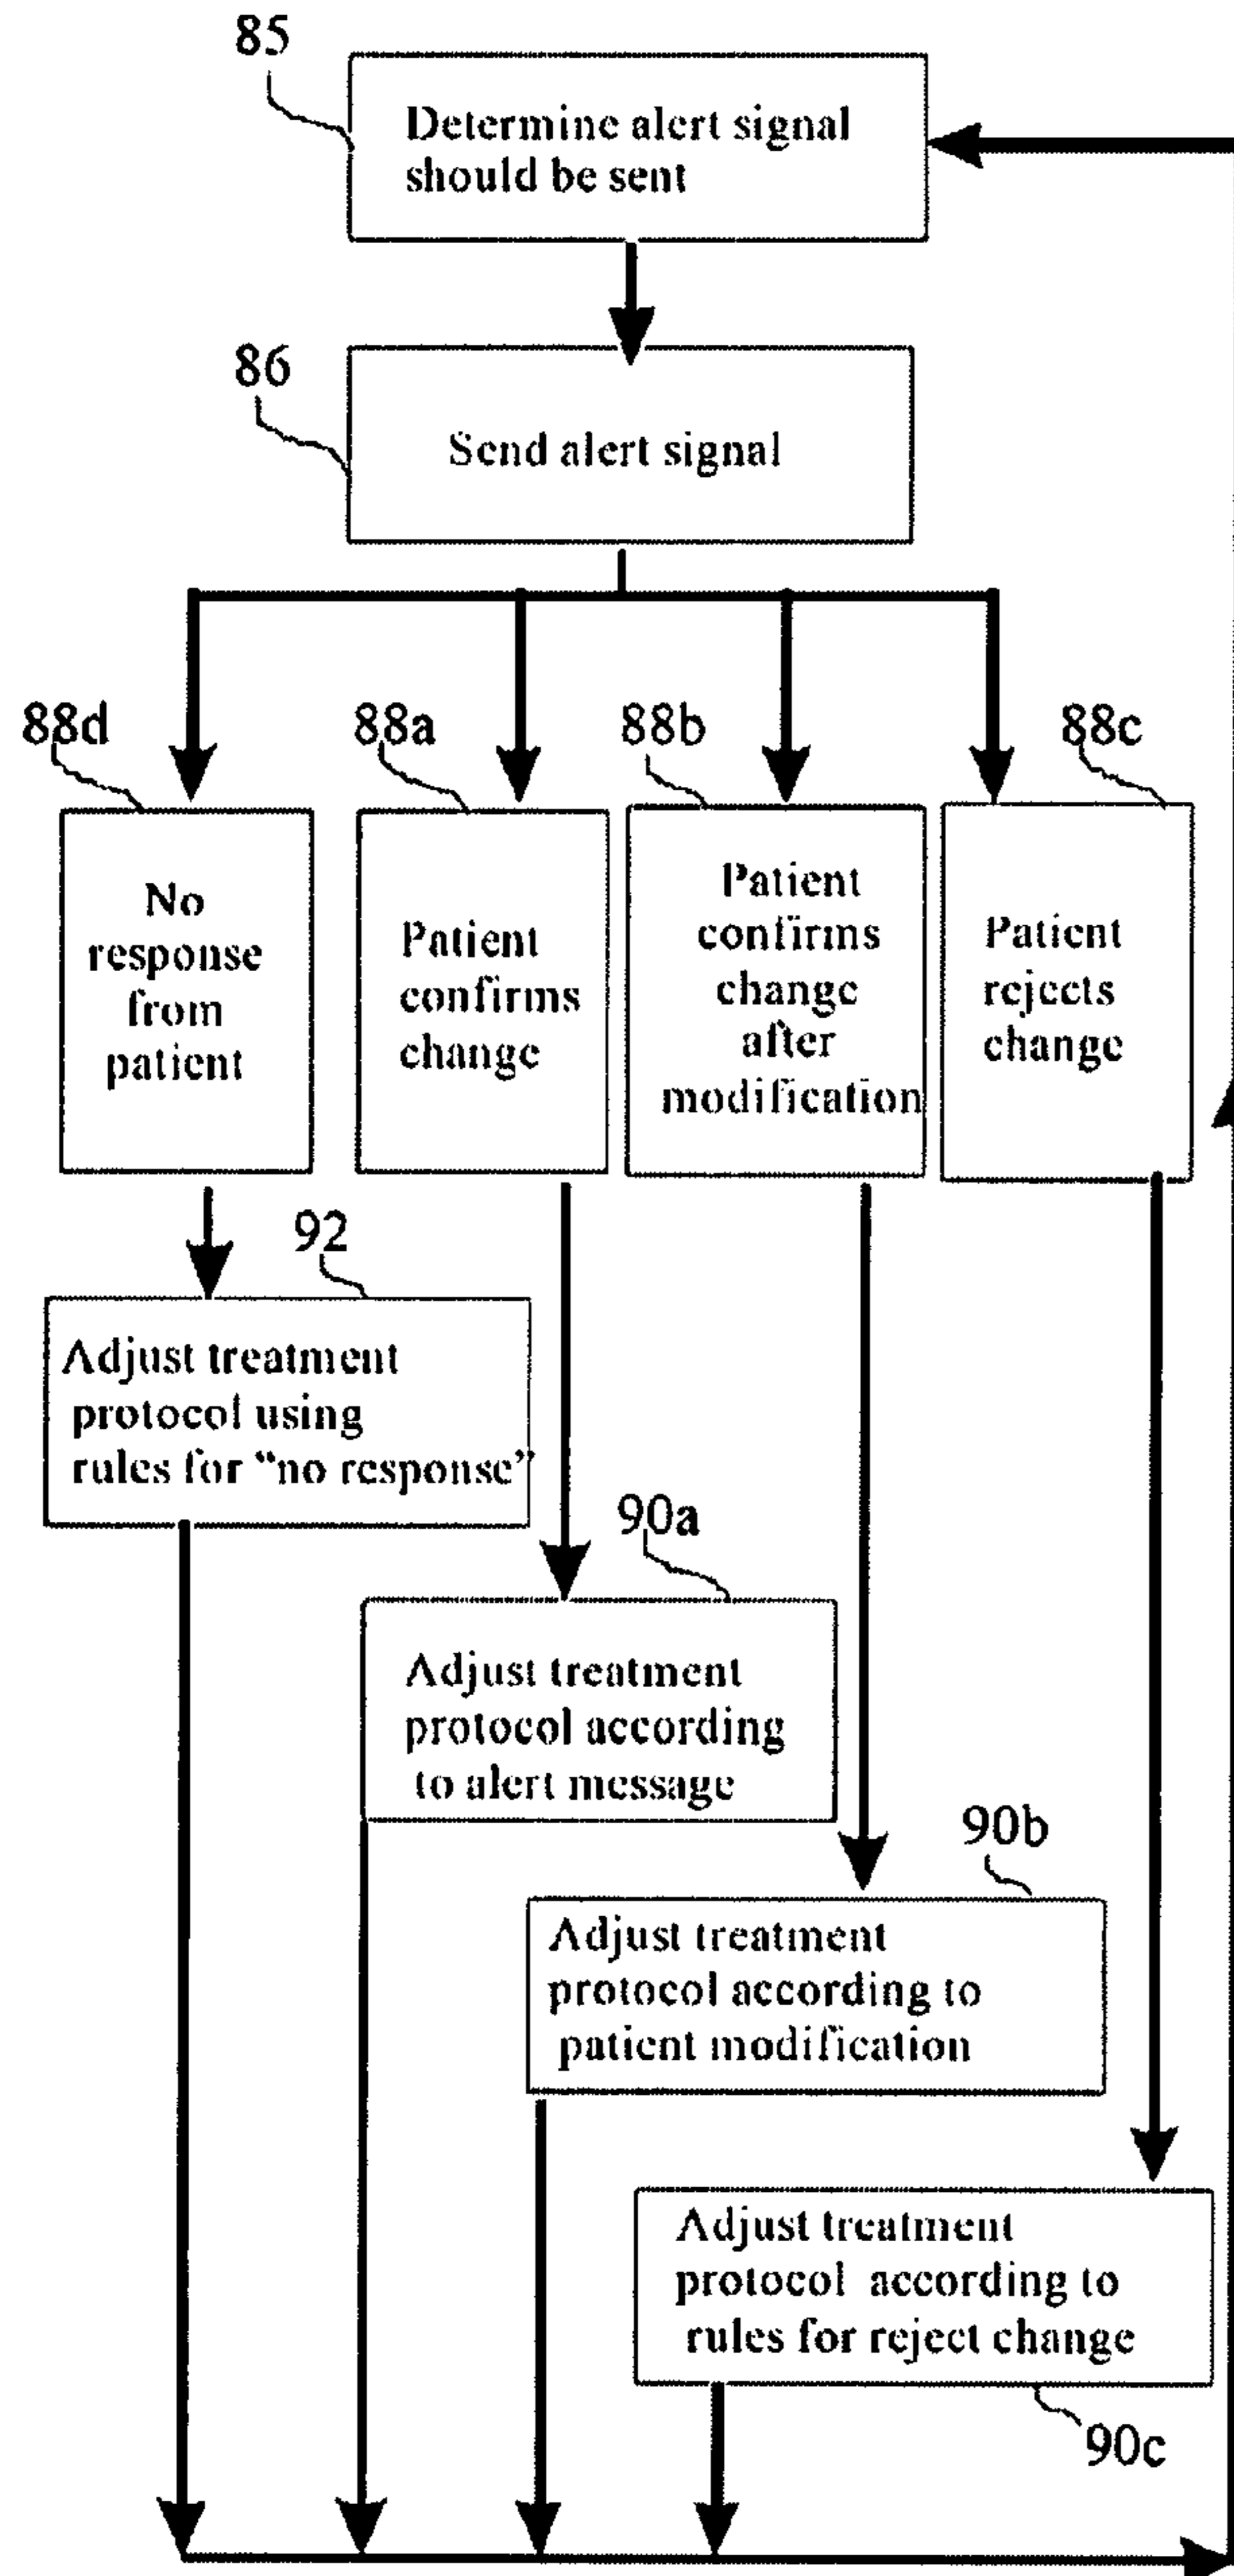 85
Determine alert signal
should be sent
86
Send alert signal
88d
88a
88b
88c
No
response
from
patient
Patient
confirms
change
Patient
confirms
change
after
modification
Patient
rejects
change
92
Adjust treatment
protocol using
rules for “no response”
90a
Adjust treatment
protocol according
to alert message
90b
Adjust treatment
protocol according to
patient modification
Adjust treatment
protocol according to
rules for reject change
90c